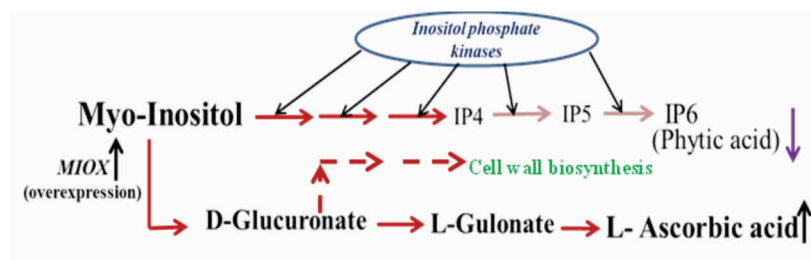 Inositol phosphate
kinases
Myo-Inositol
IP4
IP5
IP6
(Phytic acid)
MIOX
(overexpression)
Cell wall biosynthesis
D-Glucuronate
L-Gulonate
L- Ascorbic acid